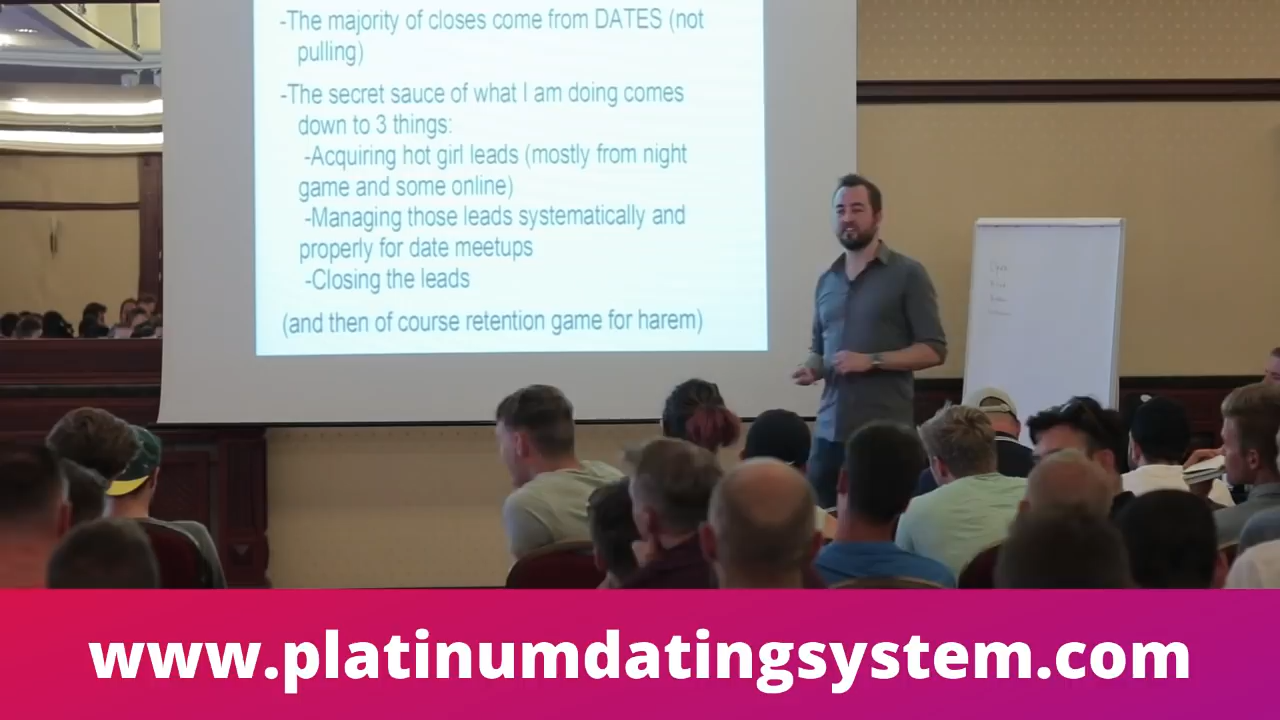 -The majority of closes come from DATES (not
pulling)
-The secret sauce of what I am doing comes
down to 3 things:
-Acquiring hot girl leads (mostly from night
game and some online)
-Managing those leads systematically and
properly for date meetups
-Closing the leads
(and then of course retention game for harem)
www.platinumdatingsystem.com